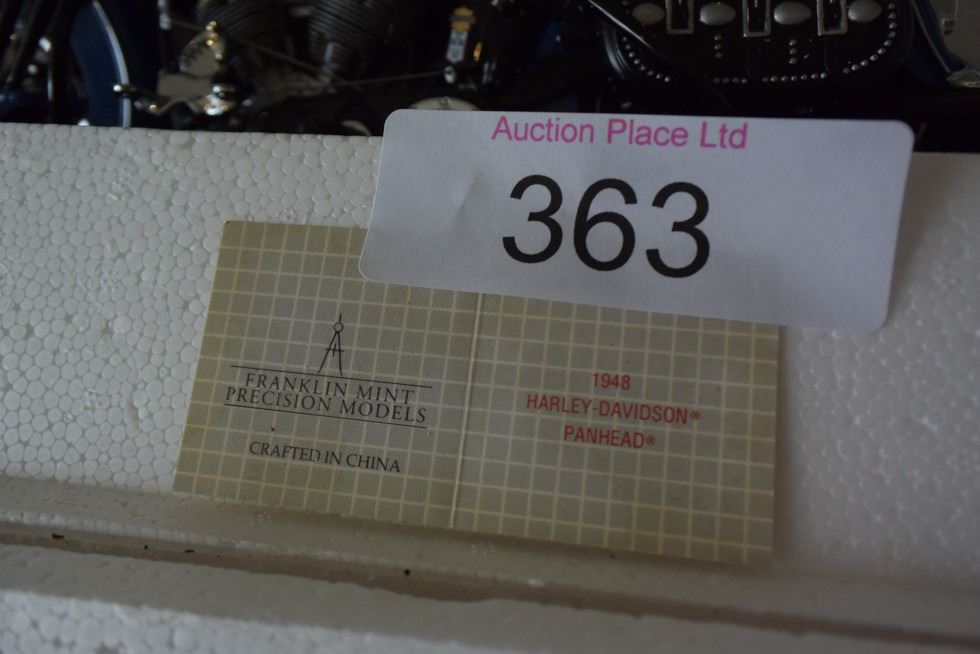 Auction Place Ltd
363
FRANKLIN MINT
PRECISION MODELS
CRAFTED IN CHINA
1948
HARLEY-DAVIDSON®
PANHEAD®